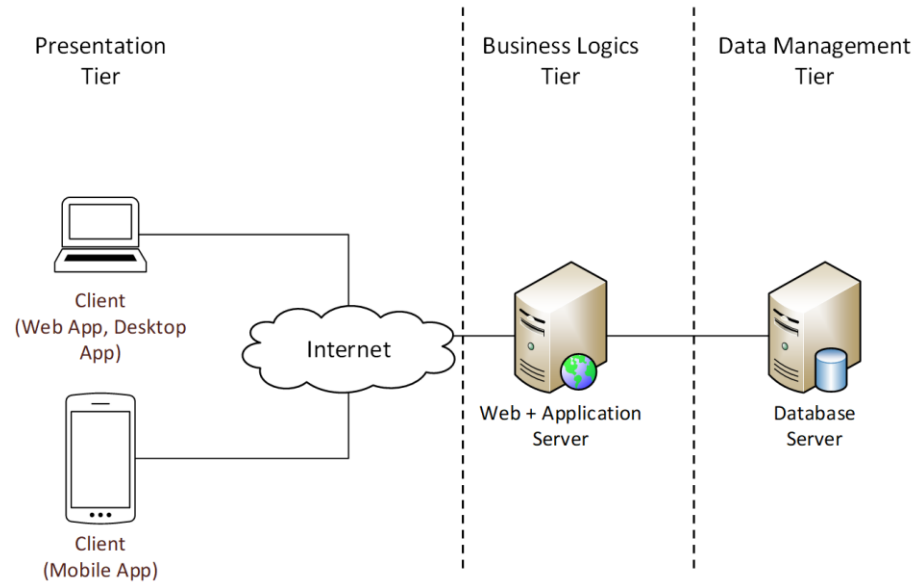 Presentation
Tier
Business Logics
Tier
Data Management
Tier
Client
(Web App, Desktop
App)
Internet
Web + Application
Server
Database
Server
Client
(Mobile App)